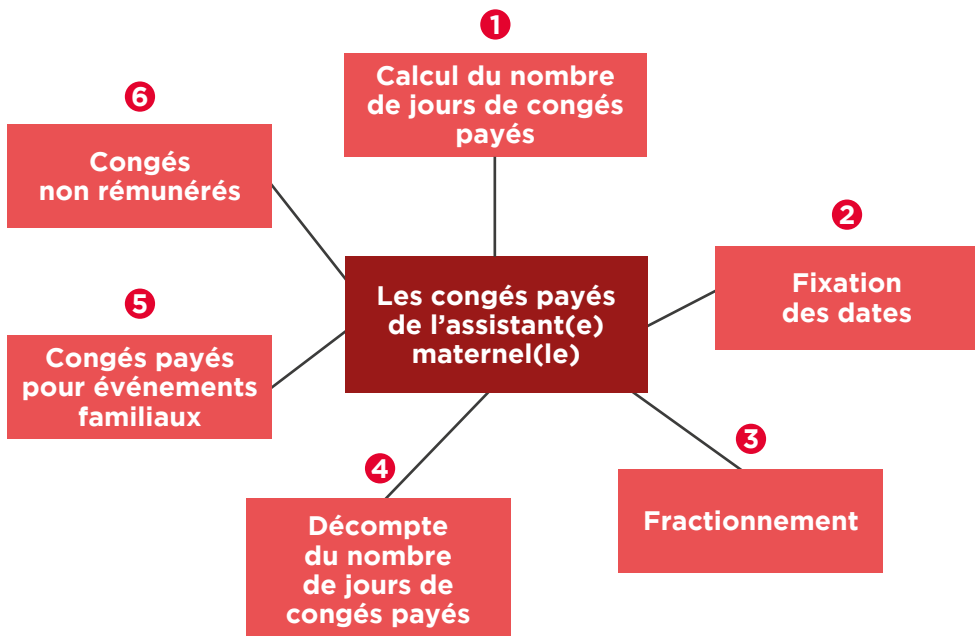 1
Calcul du nombre
de jours de congés
payés
2
Fixation
des dates
3
Fractionnement
4
Décompte
du nombre
de jours de
congés payés
5
Congés payés
pour événements
familiaux
6
Congés
non rémunérés
Les congés payés
de l’assistant(e)
maternel(le)